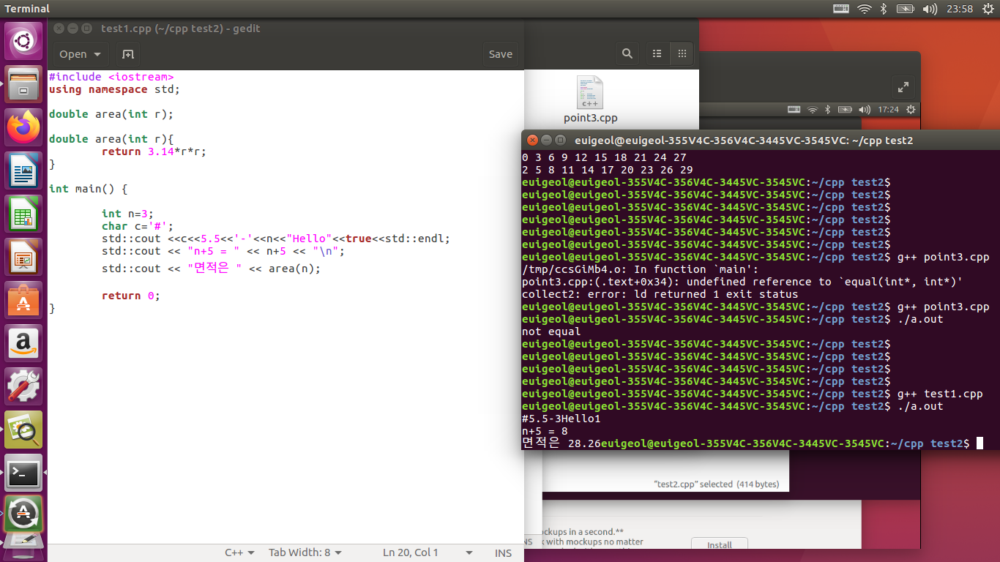 Terminal
23:58
test1.cpp (~/cpp test2) - gedit
Open
Save
#include <iostream>
using namespace std;
double area(int r);
double area(int r){
return 3.14*r*r;
}
int main() {
int n=3;
char c='#';
std::cout <<c<<5.5<<'-'<<n<<"Hello"<<true<<std::endl;
std::cout << "n+5 = " << n+5 << "\n";
std::cout << "면적은 " << area(n);
return 0;
}
C++
Tab Width: 8
Ln 20, Col 1
INS
c++
point3.cpp
17:24
euigeol@euigeol-355V4C-356V4C-3445VC-3545VC: ~/cpp test2
0 3 6 9 12 15 18 21 24 27
2 5 8 11 14 17 20 23 26 29
euigeol@euigeol-355V4C-356V4C-3445VC-3545VC:~/cpp test2$
euigeol@euigeol-355V4C-356V4C-3445VC-3545VC:~/cpp test2$
euigeol@euigeol-355V4C-356V4C-3445VC-3545VC:~/cpp test2$
euigeol@euigeol-355V4C-356V4C-3445VC-3545VC:~/cpp test2$
euigeol@euigeol-355V4C-356V4C-3445VC-3545VC:~/cpp test2$
euigeol@euigeol-355V4C-356V4C-3445VC-3545VC:~/cpp test2$
euigeol@euigeol-355V4C-356V4C-3445VC-3545VC:~/cpp test2$ g++ point3.cpp
/tmp/ccsGiMb4.o: In function `main':
point3.cpp:(.text+0x34): undefined reference to `equal(int*, int*)'
collect2: error: ld returned 1 exit status
euigeol@euigeol-355V4C-356V4C-3445VC-3545VC:~/cpp test2$ g++ point3.cpp
euigeol@euigeol-355V4C-356V4C-3445VC-3545VC:~/cpp test2$ ./a.out
not equal
euigeol@euigeol-355V4C-356V4C-3445VC-3545VC:~/cpp test2$
euigeol@euigeol-355V4C-356V4C-3445VC-3545VC:~/cpp test2$
euigeol@euigeol-355V4C-356V4C-3445VC-3545VC:~/cpp test2$
euigeol@euigeol-355V4C-356V4C-3445VC-3545VC:~/cpp test2$
euigeol@euigeol-355V4C-356V4C-3445VC-3545VC:~/cpp test2$ g++ test1.cpp
euigeol@euigeol-355V4C-356V4C-3445VC-3545VC:~/cpp test2$ ./a.out
#5.5-3Hello1
n+5 = 8
면적은 28.26euigeol@euigeol-355V4C-356V4C-3445VC-3545VC:~/cpp test2$
"test2.cpp" selected (414 bytes)
ockups in a second.**
NS
with mockups no matter
Install